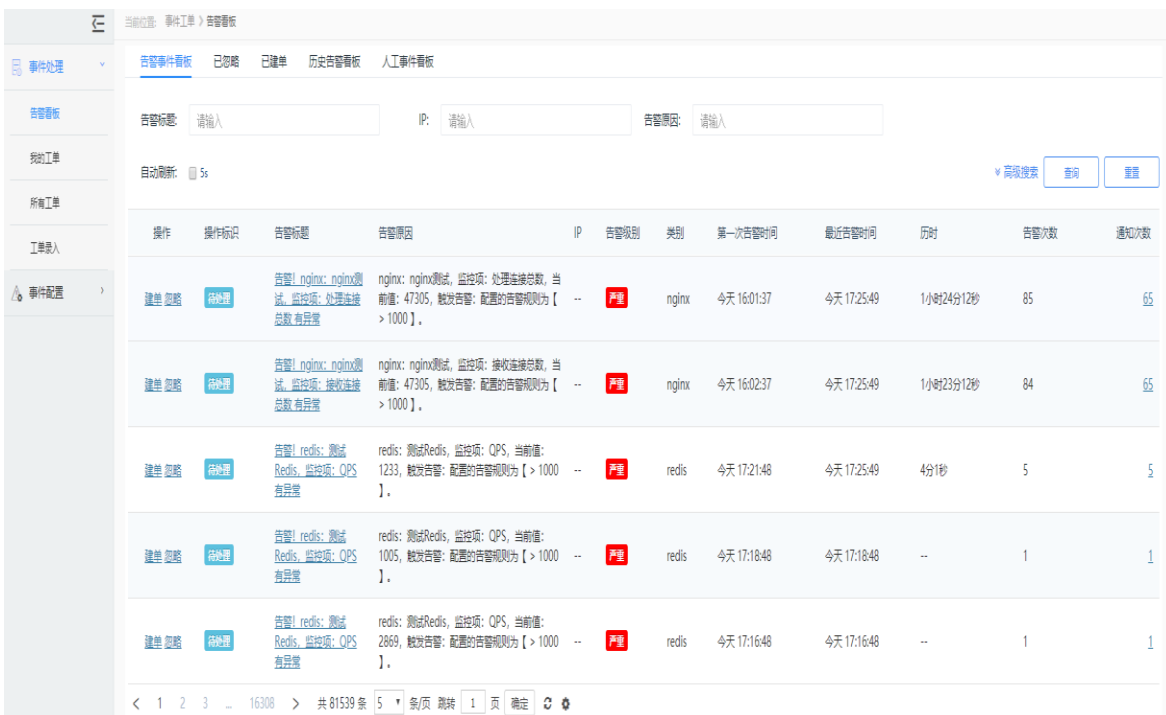 当前位置: 事件工单 》告警看板
事件处理
告警看板
我的工单
所有工单
工单录入
事件配置
告警事件看板 已忽略 已建单 历史告警看板 人工事件看板
告警标题: 请输入 IP: 请输入 告警原因: 请输入
自动刷新: 5s
高级搜索 查询 重置
操作 操作标识 告警标题 告警原因 IP 告警级别 类别 第一次告警时间 最近告警时间 历时 告警次数 通知次数
告警! nginx: nginx测 nginx: nginx测试, 监控项: 处理连接总数, 当
建单 忽略 待处理 试, 监控项: 处理连接 前值: 47305, 触发告警: 配置的告警规则为【 -- 严重 nginx 今天 16:01:37 今天 17:25:49 1小时24分12秒 85 65
总数 有异常 > 1000 】。
告警! nginx: nginx测 nginx: nginx测试, 监控项: 接收连接总数, 当
建单 忽略 待处理 试, 监控项: 接收连接 前值: 47305, 触发告警: 配置的告警规则为【 -- 严重 nginx 今天 16:02:37 今天 17:25:49 1小时23分12秒 84 65
总数 有异常 > 1000 】。
告警! redis: 测试 redis: 测试Redis, 监控项: QPS, 当前值:
建单 忽略 待处理 Redis, 监控项: QPS 1233, 触发告警: 配置的告警规则为【 > 1000 -- 严重 redis 今天 17:21:48 今天 17:25:49 4分1秒 5 5
有异常 】。
告警! redis: 测试 redis: 测试Redis, 监控项: QPS, 当前值:
建单 忽略 待处理 Redis, 监控项: QPS 1005, 触发告警: 配置的告警规则为【 > 1000 -- 严重 redis 今天 17:18:48 今天 17:18:48 -- 1 1
有异常 】。
告警! redis: 测试 redis: 测试Redis, 监控项: QPS, 当前值:
建单 忽略 待处理 Redis, 监控项: QPS 2869, 触发告警: 配置的告警规则为【 > 1000 -- 严重 redis 今天 17:16:48 今天 17:16:48 -- 1 1
有异常 】。
1 2 3 ... 16308 共 81539 条 5 条/页 跳转 1 页 确定